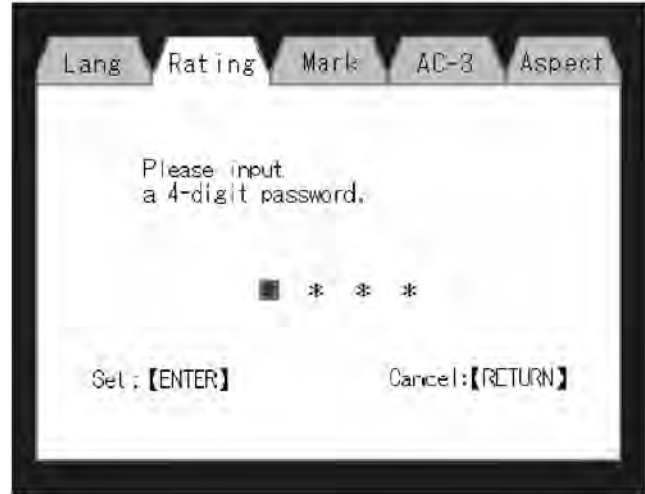 Lang Rating Mark AC-3 Aspect
Please input
a 4-digit password.
■ * * *
Set:【ENTER】 Cancel:【RETURN】